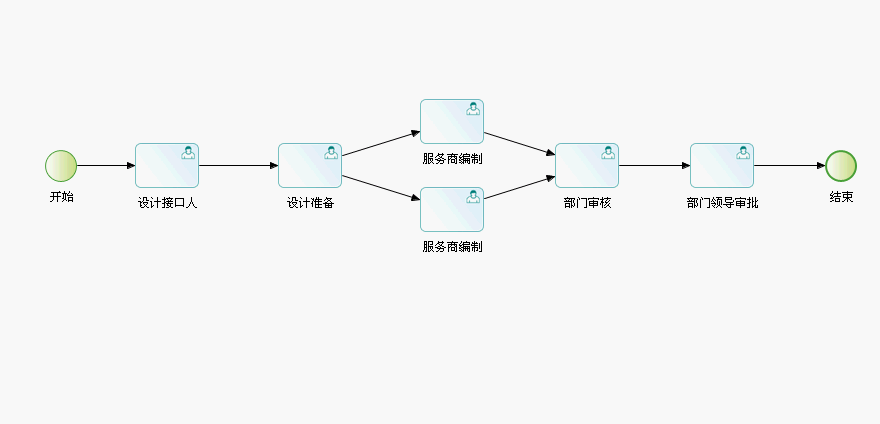 开始
设计接口人
设计准备
服务商编制
服务商编制
部门审核
部门领导审批
结束